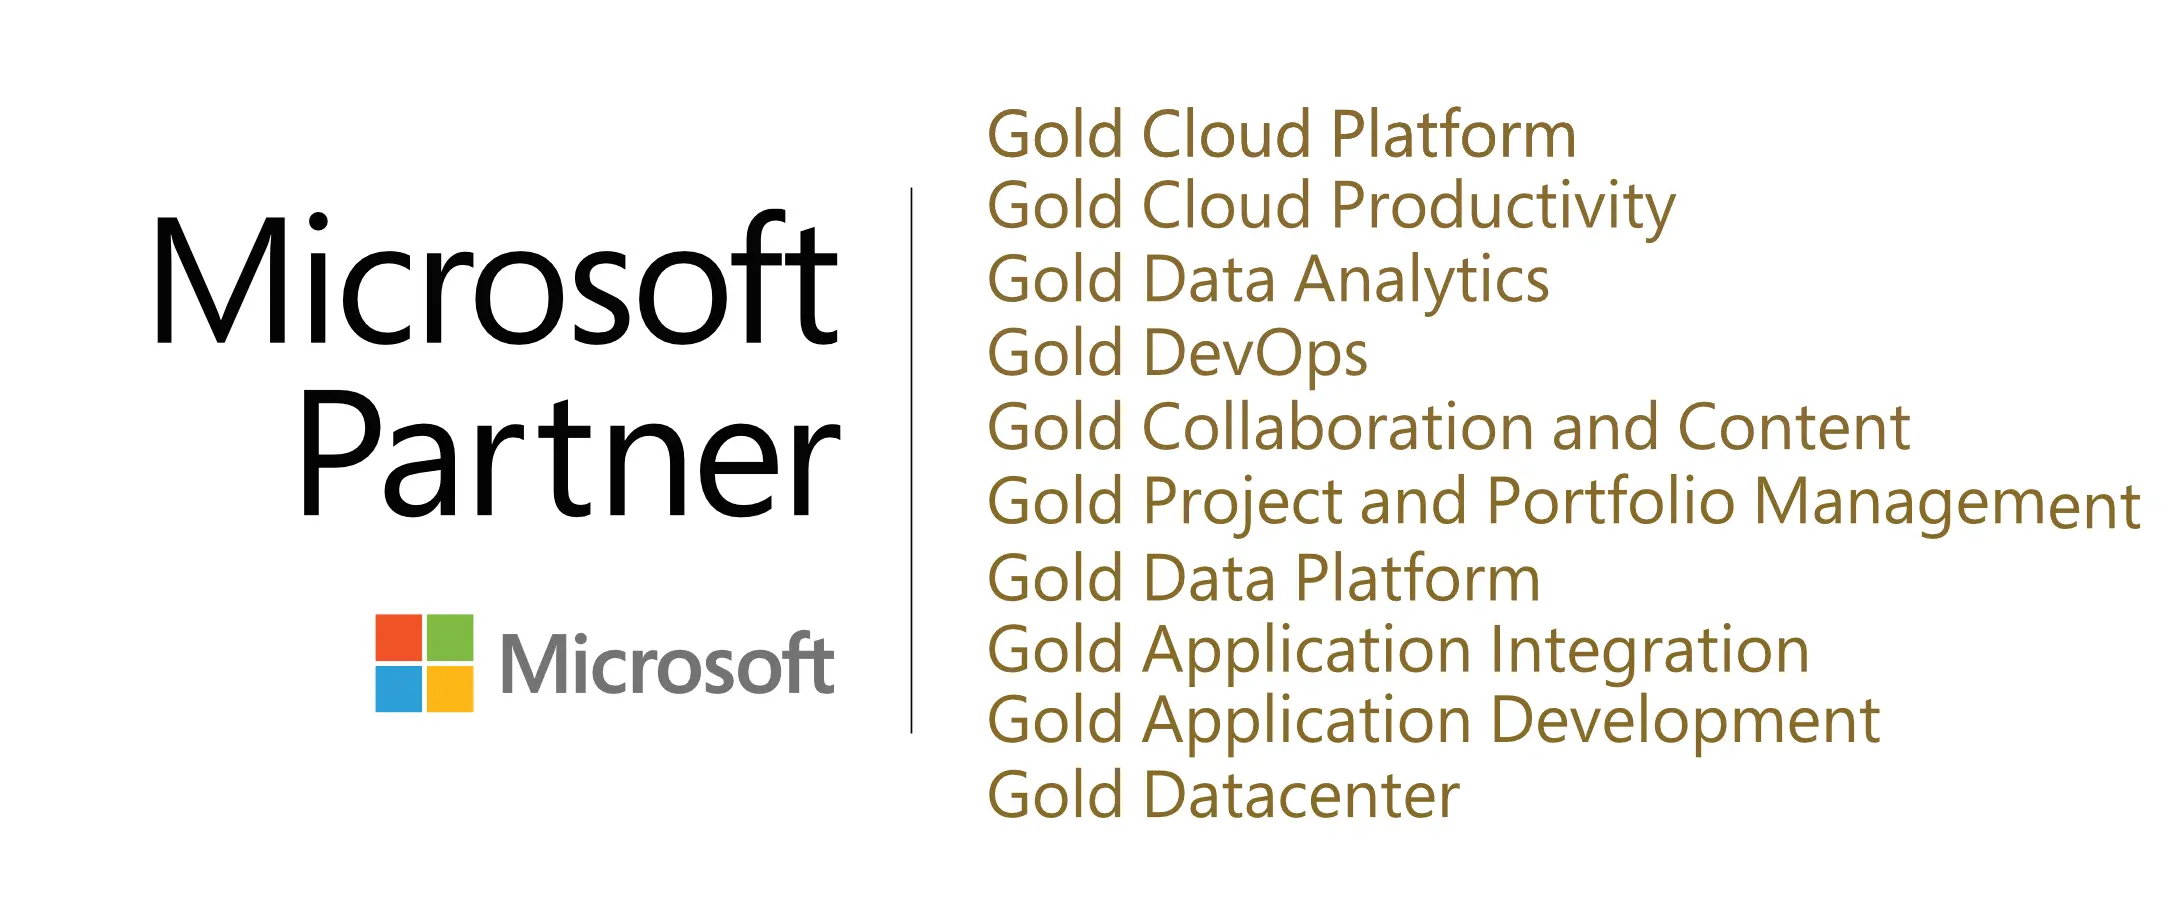 Microsoft
Partner
Microsoft
Gold Cloud Platform
Gold Cloud Productivity
Gold Data Analytics
Gold DevOps
Gold Collaboration and Content
Gold Project and Portfolio Management
Gold Data Platform
Gold Application Integration
Gold Application Development
Gold Datacenter